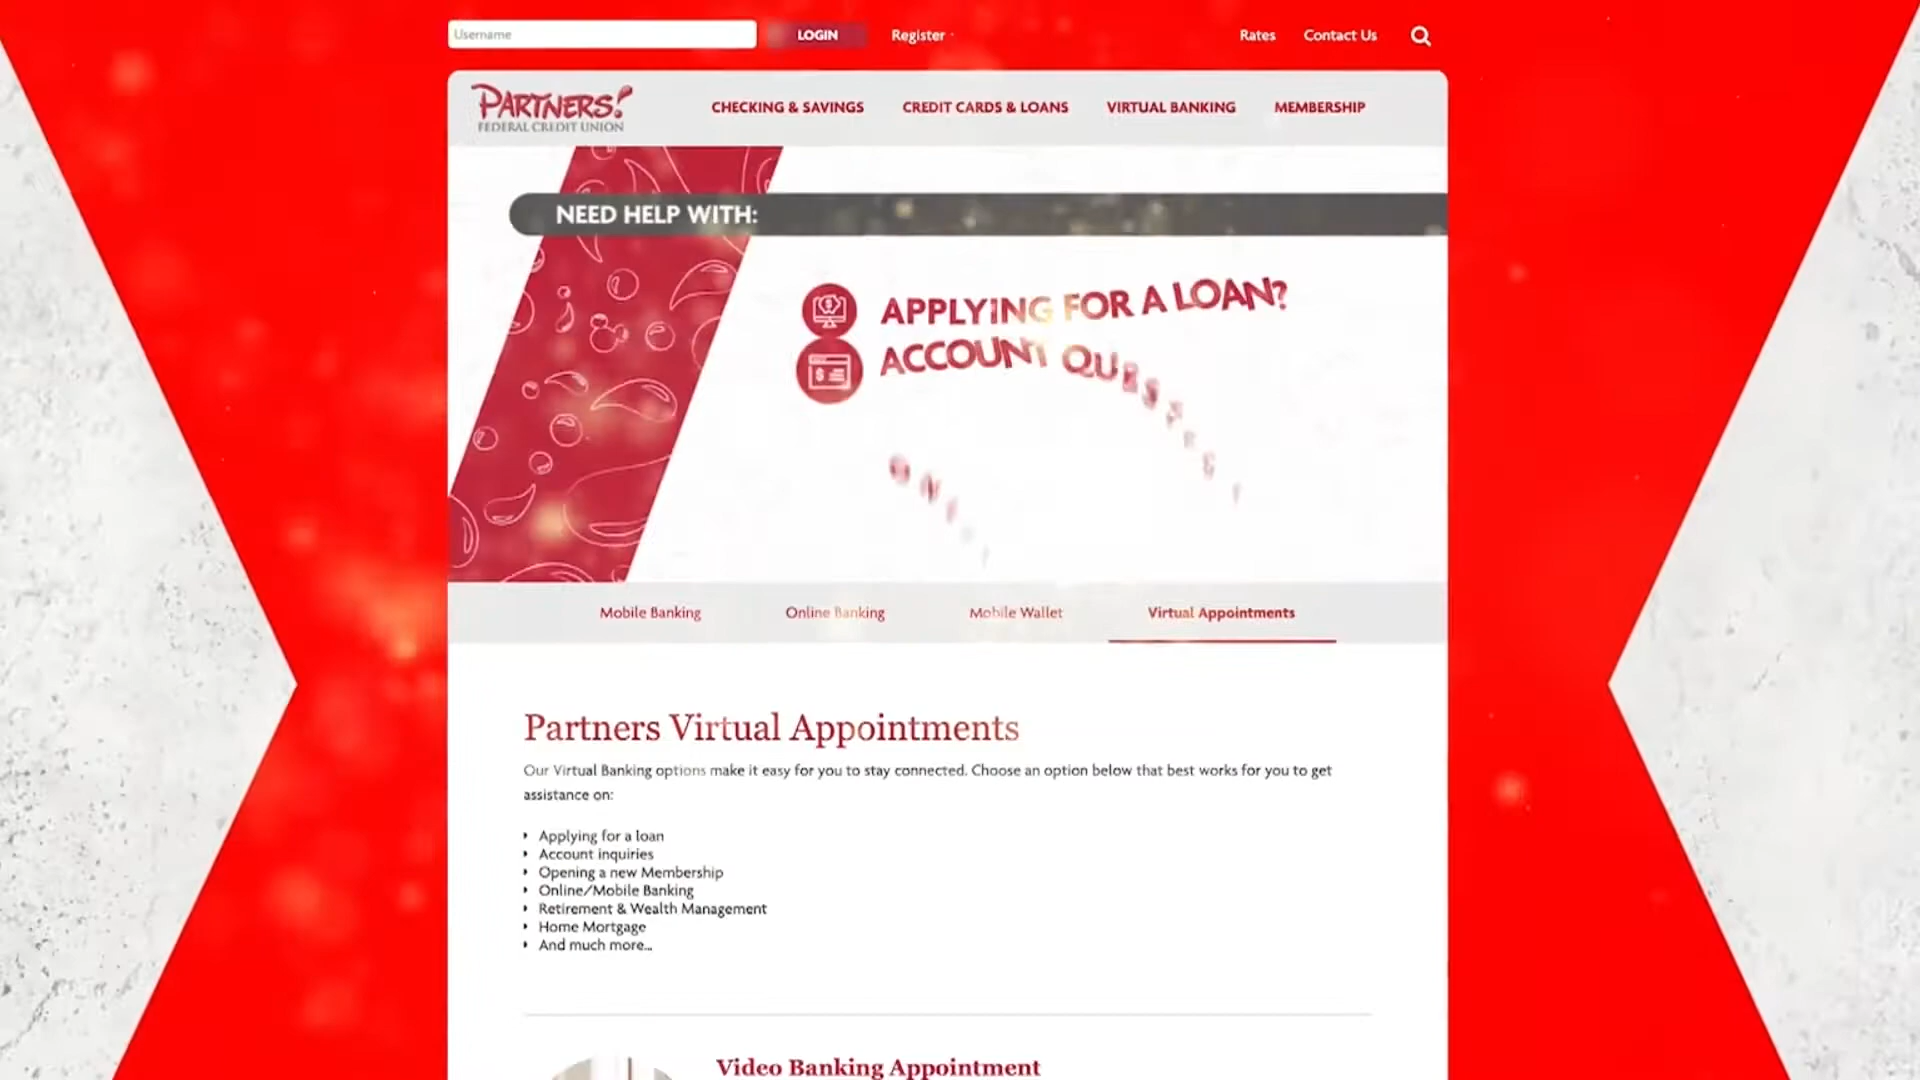 Username
LOGIN
Register
Rates
Contact Us
PARTNERS!
FEDERAL CREDIT UNION
CHECKING & SAVINGS
CREDIT CARDS & LOANS
VIRTUAL BANKING
MEMBERSHIP
NEED HELP WITH:
APPLYING FOR A LOAN?
ACCOUNT
Mobile Banking
Online Banking
Mobile Wallet
Virtual Appointments
Partners Virtual Appointments
Our Virtual Banking options make it easy for you to stay connected. Choose an option below that best works for you to get
assistance on:
Applying for a loan
Account inquiries
Opening a new Membership
Online/Mobile Banking
Retirement & Wealth Management
Home Mortgage
And much more...
Video Banking Appointment